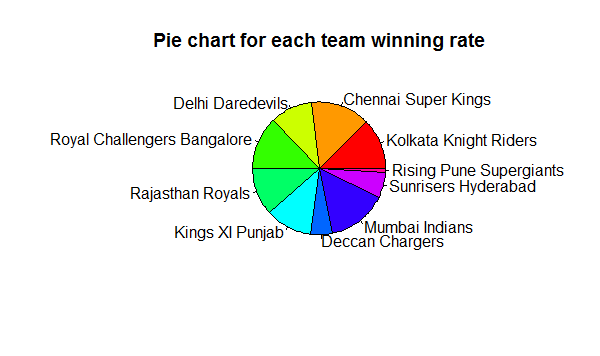 Pie chart for each team winning rate
Chennai Super Kings
Delhi Daredevils
Kolkata Knight Riders
Royal Challengers Bangalore
Rising Pune Supergiants
Sunrisers Hyderabad
Rajasthan Royals
Mumbai Indians
Kings XI Punjab
Deccan Chargers